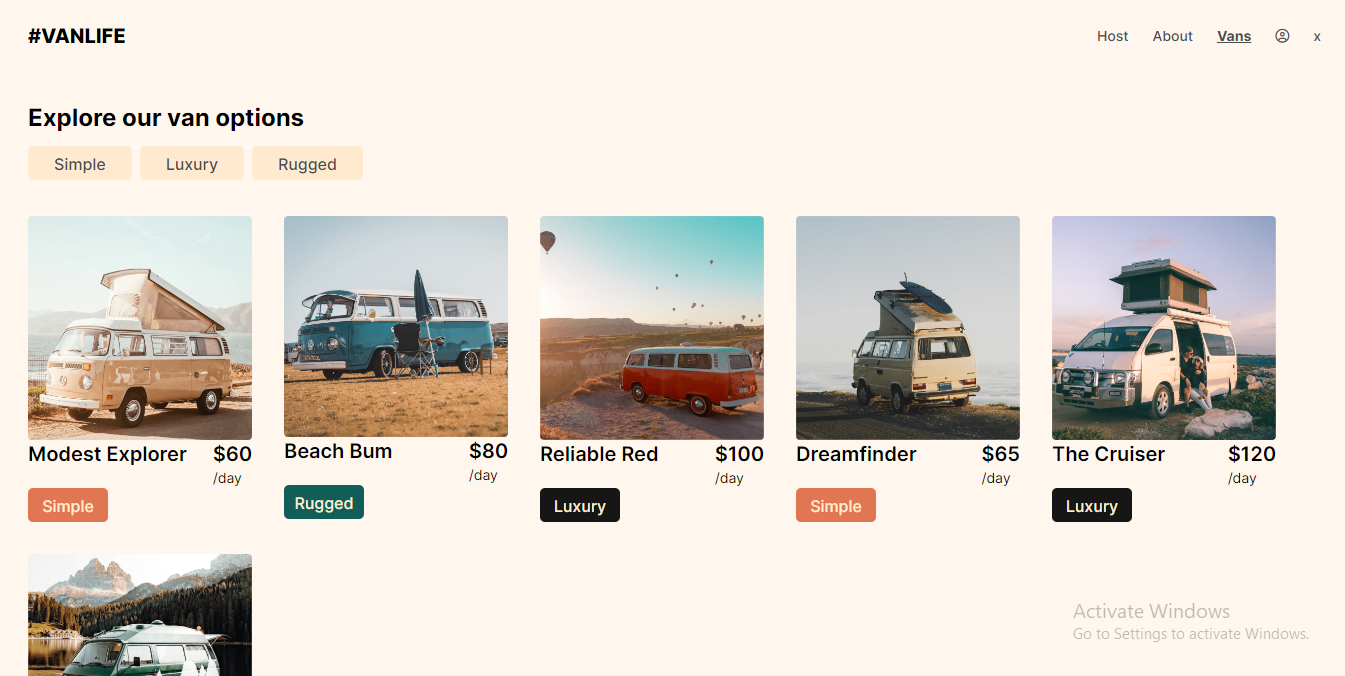 #VANLIFE
Host About Vans x
Explore our van options
Simple Luxury Rugged
Modest Explorer $60
/day
Simple
Beach Bum $80
/day
Rugged
Reliable Red $100
/day
Luxury
Dreamfinder $65
/day
Simple
The Cruiser $120
/day
Luxury
Activate Windows
Go to Settings to activate Windows.